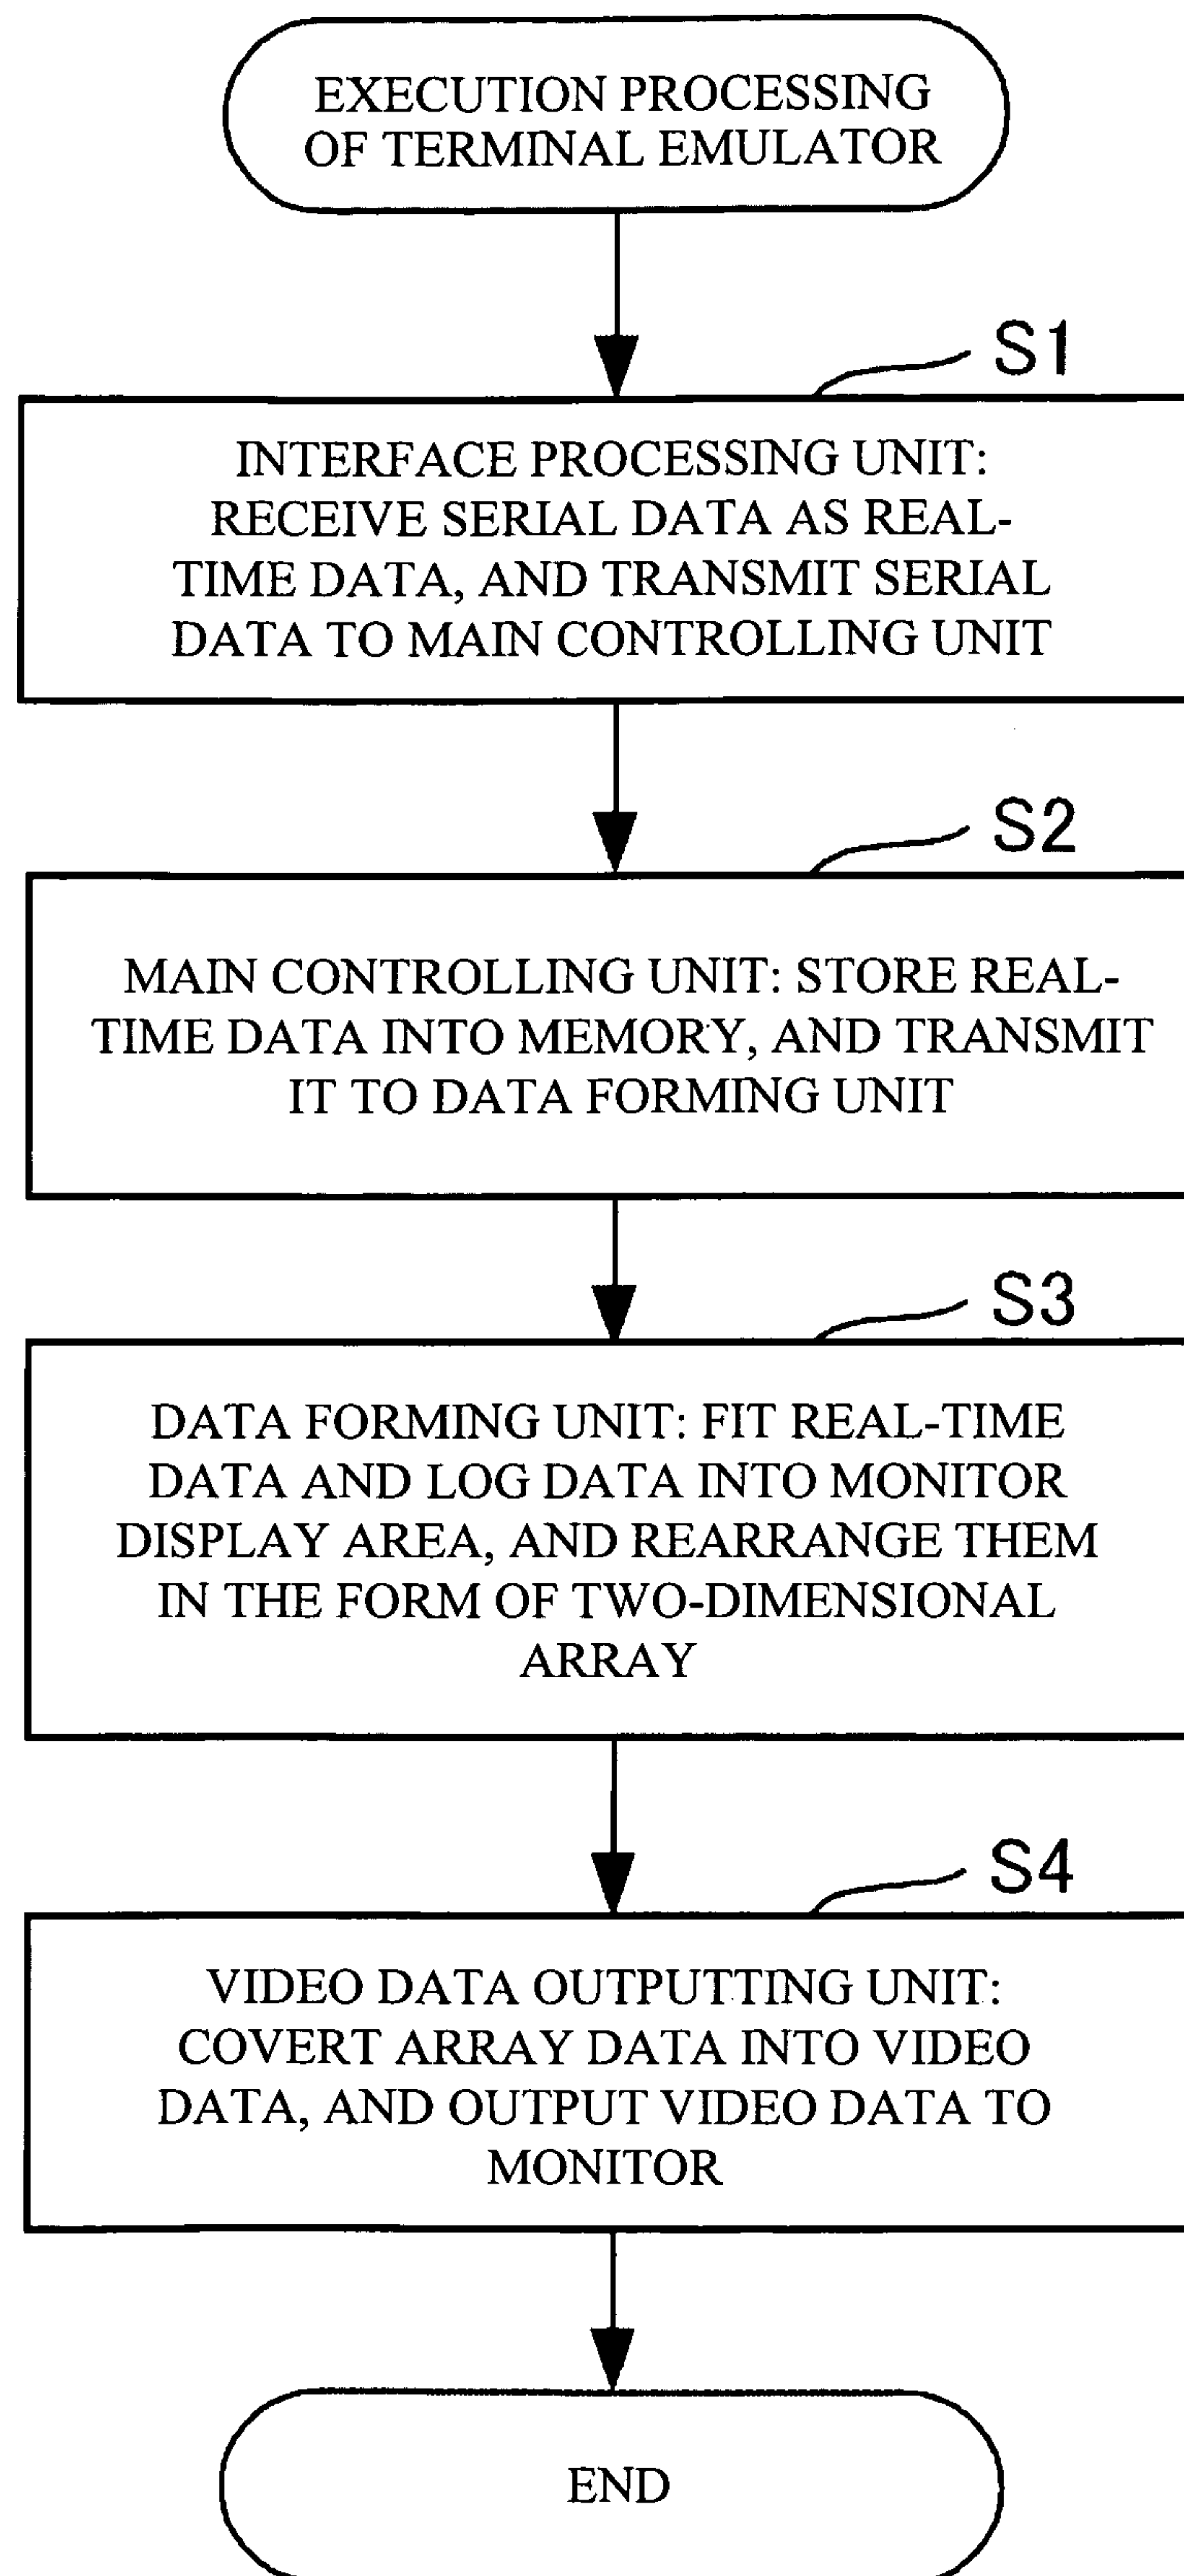 EXECUTION PROCESSING
OF TERMINAL EMULATOR
S1
INTERFACE PROCESSING UNIT:
RECEIVE SERIAL DATA AS REAL-
TIME DATA, AND TRANSMIT SERIAL
DATA TO MAIN CONTROLLING UNIT
S2
MAIN CONTROLLING UNIT: STORE REAL-
TIME DATA INTO MEMORY, AND TRANSMIT
IT TO DATA FORMING UNIT
S3
DATA FORMING UNIT: FIT REAL-TIME
DATA AND LOG DATA INTO MONITOR
DISPLAY AREA, AND REARRANGE THEM
IN THE FORM OF TWO-DIMENSIONAL
ARRAY
S4
VIDEO DATA OUTPUTTING UNIT:
COVERT ARRAY DATA INTO VIDEO
DATA, AND OUTPUT VIDEO DATA TO
MONITOR
END